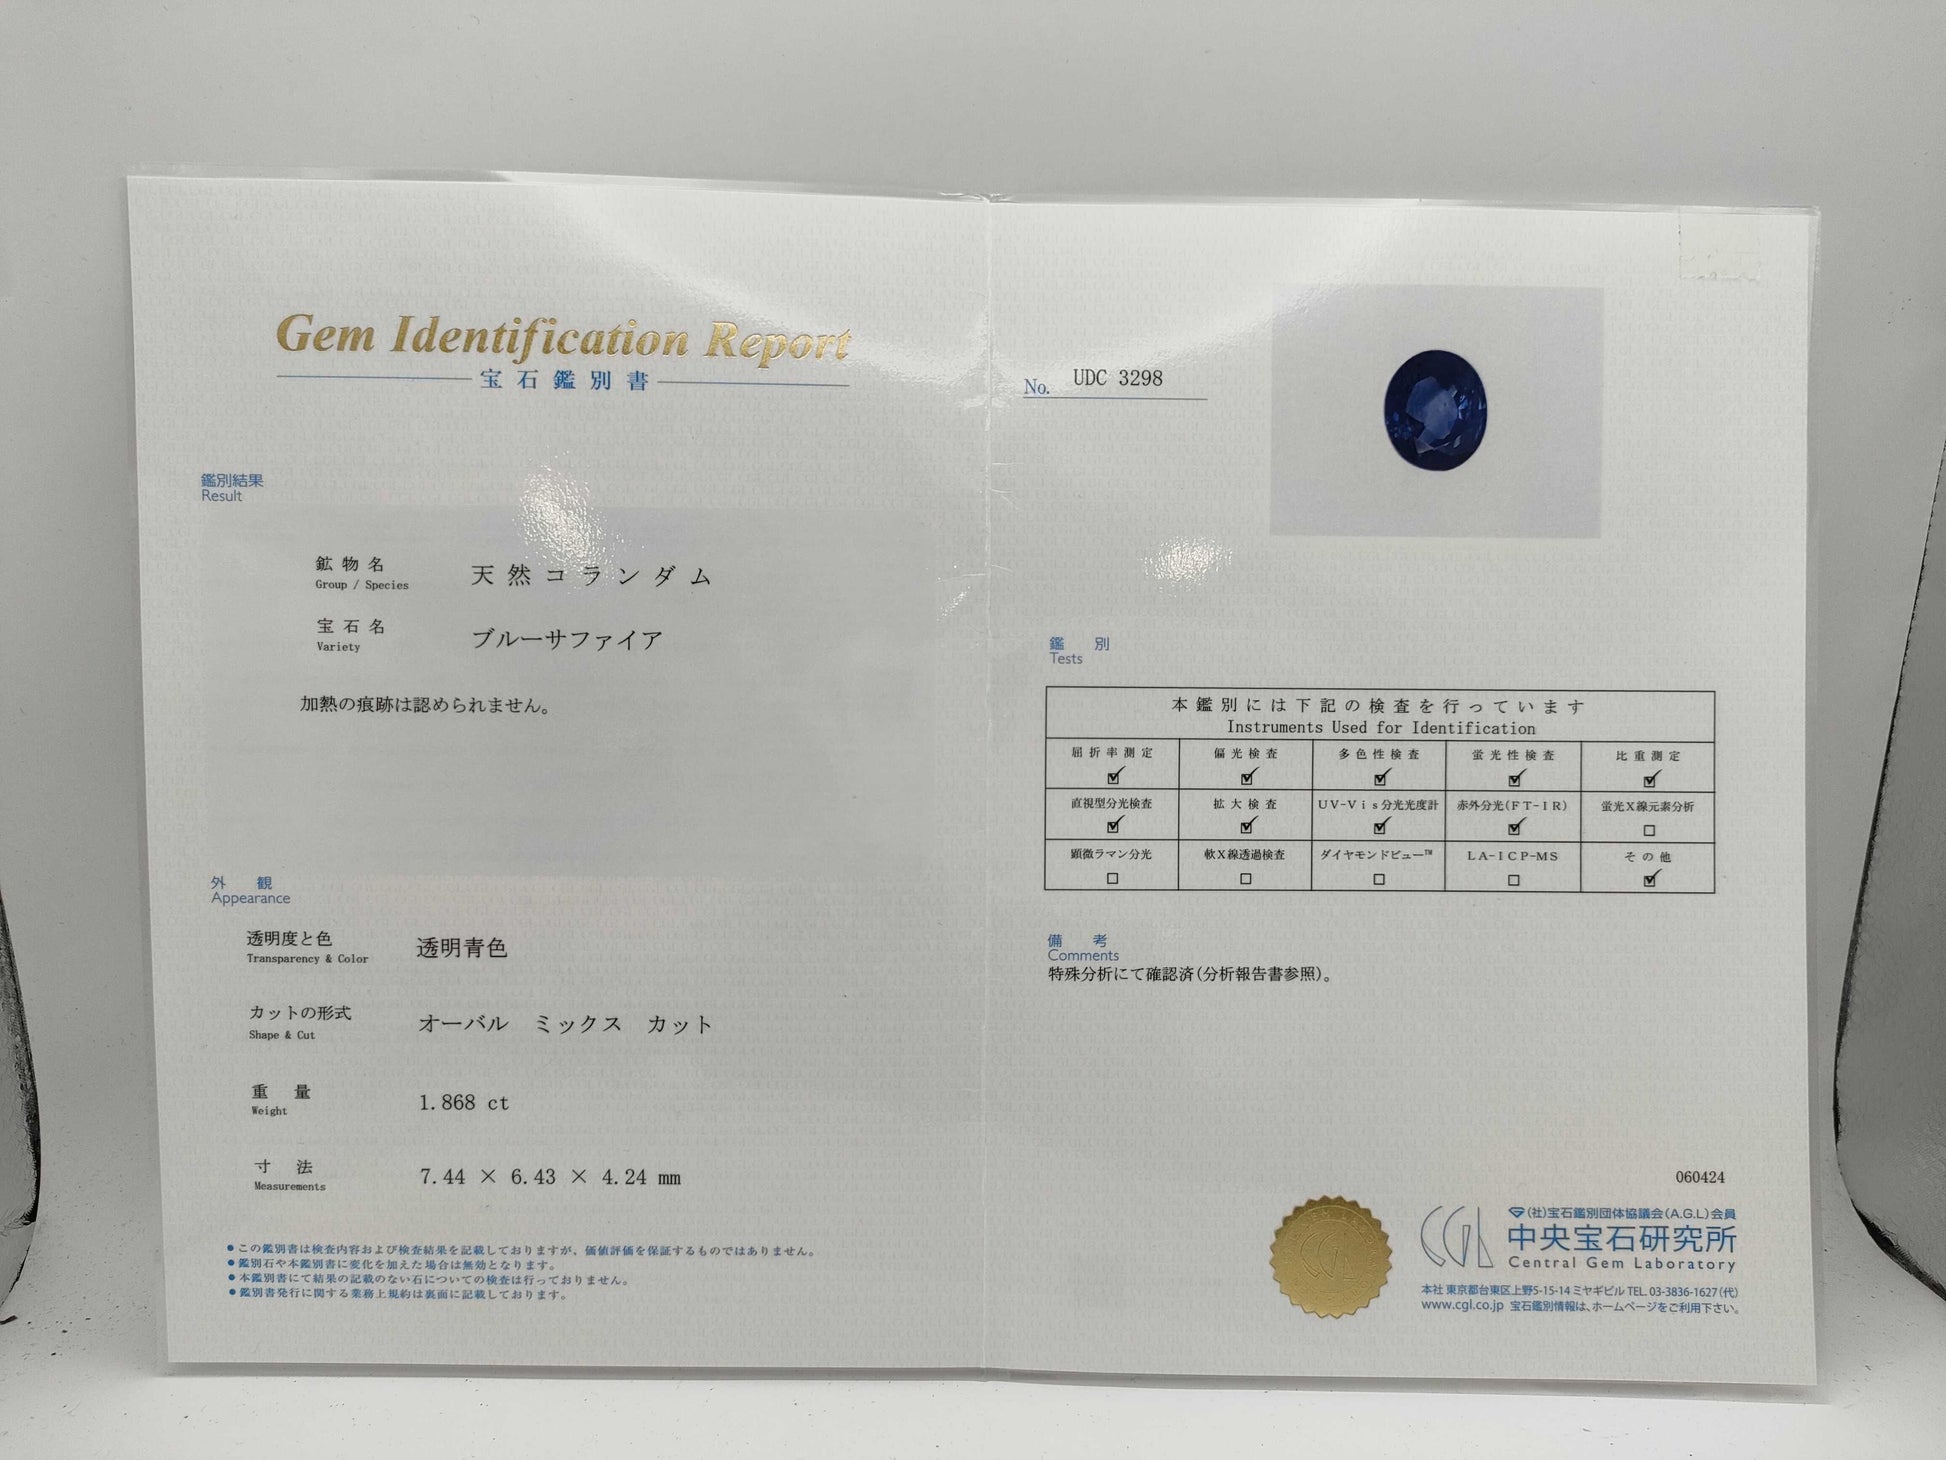 Gem Identification Report
宝石鑑別書
鑑別結果
Result
鉱物名
Group / Species
天然コランダム
宝石名
Variety
ブルーサファイア
加熱の痕跡は認められません。
外観
Appearance
透明度と色
Transparency & Color
透明青色
カットの形式
Shape & Cut
オーバル ミックス カット
重量
Weight
1.868 ct
寸法
Measurements
7.44 × 6.43 × 4.24 mm
●この鑑別書は検査内容および検査結果を記載しておりますが、価値評価を保証するものではありません。
●鑑別石や本鑑別書に変化を加えた場合は無効となります。
●本鑑別書にて結果の記載のない石についての検査は行っておりません。
●鑑別書発行に関する業務上規約は裏面に記載しております。
No. UDC 3298
鑑別
Tests
本鑑別には下記の検査を行っています
Instruments Used for Identification
屈折率測定 偏光検査 多色性検査 蛍光性検査 比重測定
☑ ☑ ☑ ☑ ☑
直視型分光検査 拡大検査 UV-Vis分光光度計 赤外分光(FT-IR) 蛍光X線元素分析
☑ ☑ ☑ ☑ □
顕微ラマン分光 軟X線透過検査 ダイヤモンドビュー™ LA-ICP-MS その他
□ □ □ □ ☑
備考
Comments
特殊分析にて確認済(分析報告書参照)。
060424
CGL
(社)宝石鑑別団体協議会(A.G.L)会員
中央宝石研究所
Central Gem Laboratory
本社 東京都台東区上野5-15-14 ミヤギビル TEL. 03-3836-1627(代)
www.cgl.co.jp 宝石鑑別情報は、ホームページをご利用下さい。